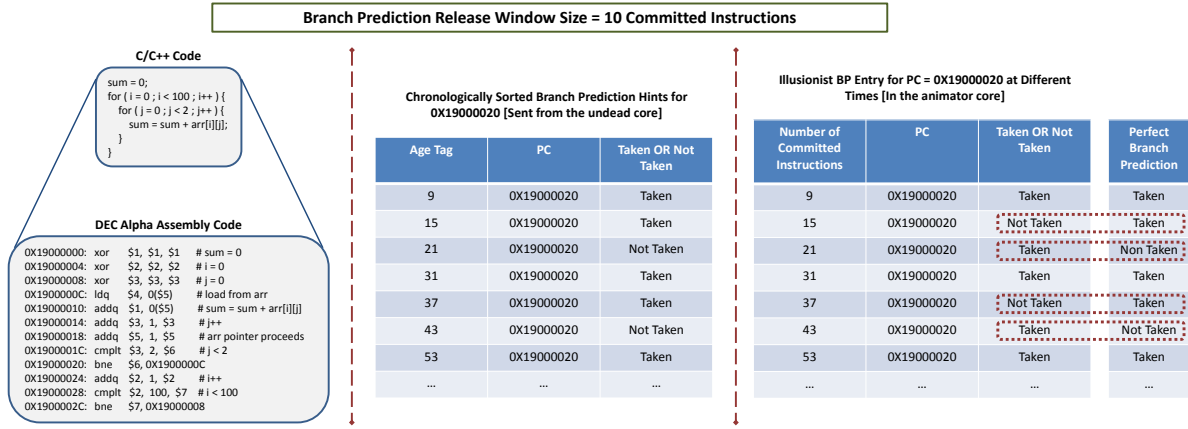 Branch Prediction Release Window Size = 10 Committed Instructions
C/C++ Code
sum = 0;
for ( i = 0 ; i < 100 ; i++ ) {
for ( j = 0 ; j < 2 ; j++ ) {
sum = sum + arr[i][j];
}
}
DEC Alpha Assembly Code
0X19000000: xor $1, $1, $1 # sum = 0
0X19000004: xor $2, $2, $2 # i = 0
0X19000008: xor $3, $3, $3 # j = 0
0X1900000C: ldq $4, 0($5) # load from arr
0X19000010: addq $1, 0($5) # sum = sum + arr[i][j]
0X19000014: addq $3, 1, $3 # j++
0X19000018: addq $5, 1, $5 # arr pointer proceeds
0X1900001C: cmplt $3, 2, $6 # j < 2
0X19000020: bne $6, 0X1900000C
0X19000024: addq $2, 1, $2 # i++
0X19000028: cmplt $2, 100, $7 # i < 100
0X1900002C: bne $7, 0X19000008
Chronologically Sorted Branch Prediction Hints for
0X19000020 [Sent from the undead core]
Age Tag PC Taken OR Not
Taken
9 0X19000020 Taken
15 0X19000020 Taken
21 0X19000020 Not Taken
31 0X19000020 Taken
37 0X19000020 Taken
43 0X19000020 Not Taken
53 0X19000020 Taken
... ... ...
Illusionist BP Entry for PC = 0X19000020 at Different
Times [In the animator core]
Number of PC Taken OR Not Perfect
Committed Taken Branch
Instructions Prediction
9 0X19000020 Taken Taken
15 0X19000020 Not Taken Taken
21 0X19000020 Taken Non Taken
31 0X19000020 Taken Taken
37 0X19000020 Not Taken Taken
43 0X19000020 Taken Not Taken
53 0X19000020 Taken Taken
... ... ... ...